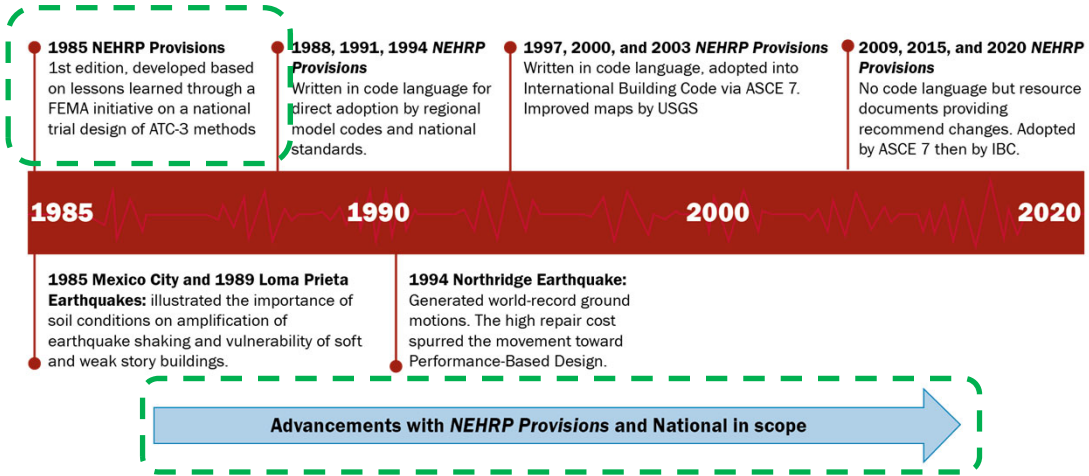 1985 NEHRP Provisions
1st edition, developed based
on lessons learned through a
FEMA initiative on a national
trial design of ATC-3 methods
1988, 1991, 1994 NEHRP
Provisions
Written in code language for
direct adoption by regional
model codes and national
standards.
1997, 2000, and 2003 NEHRP Provisions
Written in code language, adopted into
International Building Code via ASCE 7.
Improved maps by USGS
2009, 2015, and 2020 NEHRP
Provisions
No code language but resource
documents providing
recommend changes. Adopted
by ASCE 7 then by IBC.
1985
1990
2000
2020
1985 Mexico City and 1989 Loma Prieta
Earthquakes: illustrated the importance of
soil conditions on amplification of
earthquake shaking and vulnerability of soft
and weak story buildings.
1994 Northridge Earthquake:
Generated world-record ground
motions. The high repair cost
spurred the movement toward
Performance-Based Design.
Advancements with NEHRP Provisions and National in scope